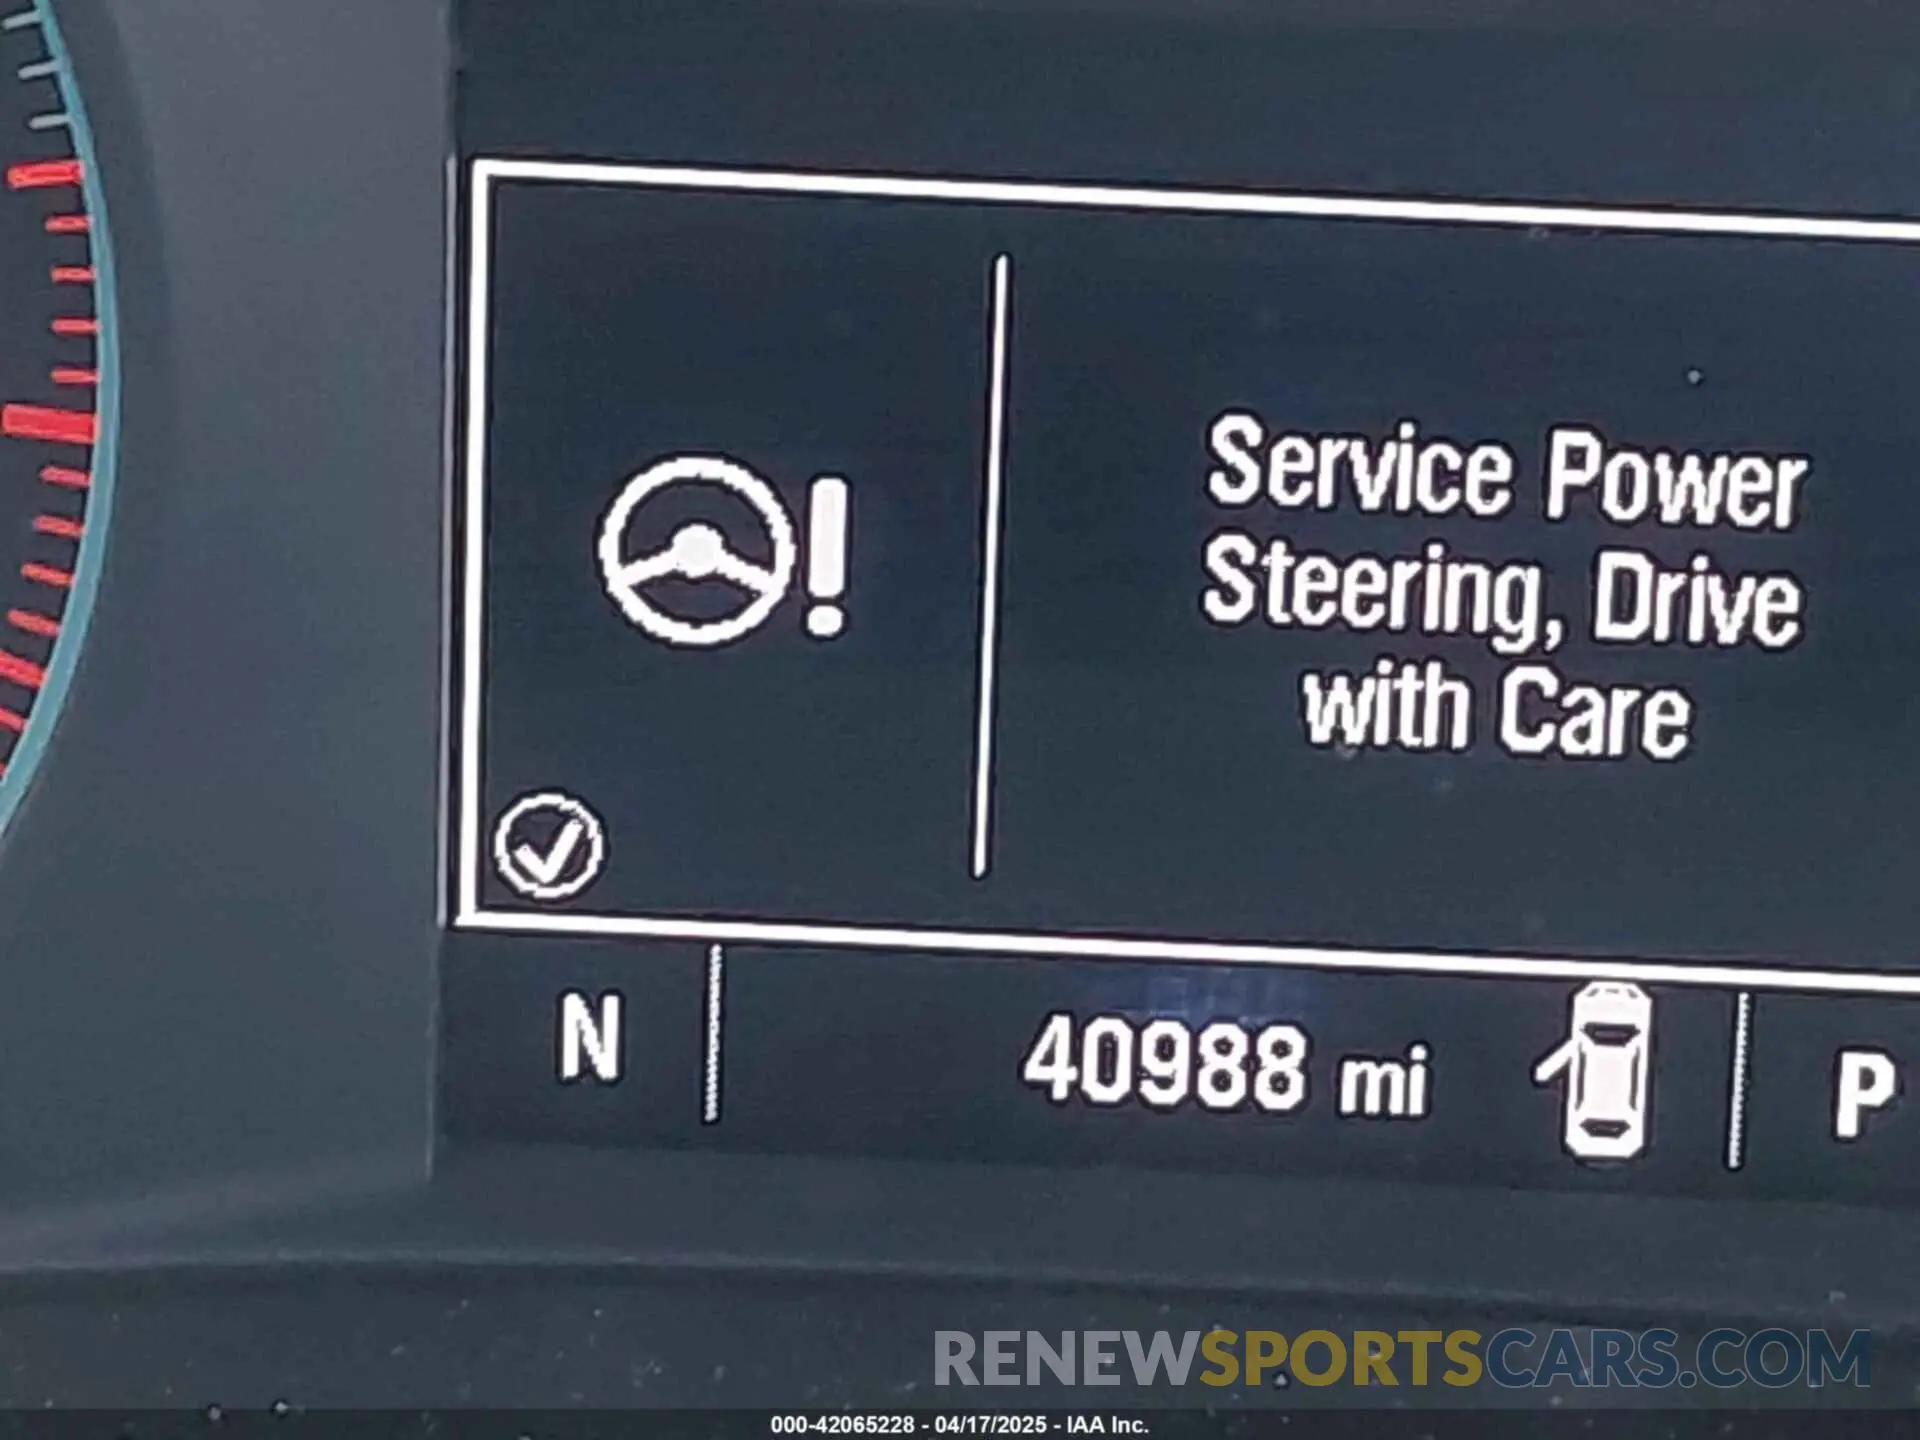 Service Power
Steering, Drive
with Care
N
40988 mi
P
RENEWSPORTSCARS.COM
000-42065228 - 04/17/2025 - IAA Inc.